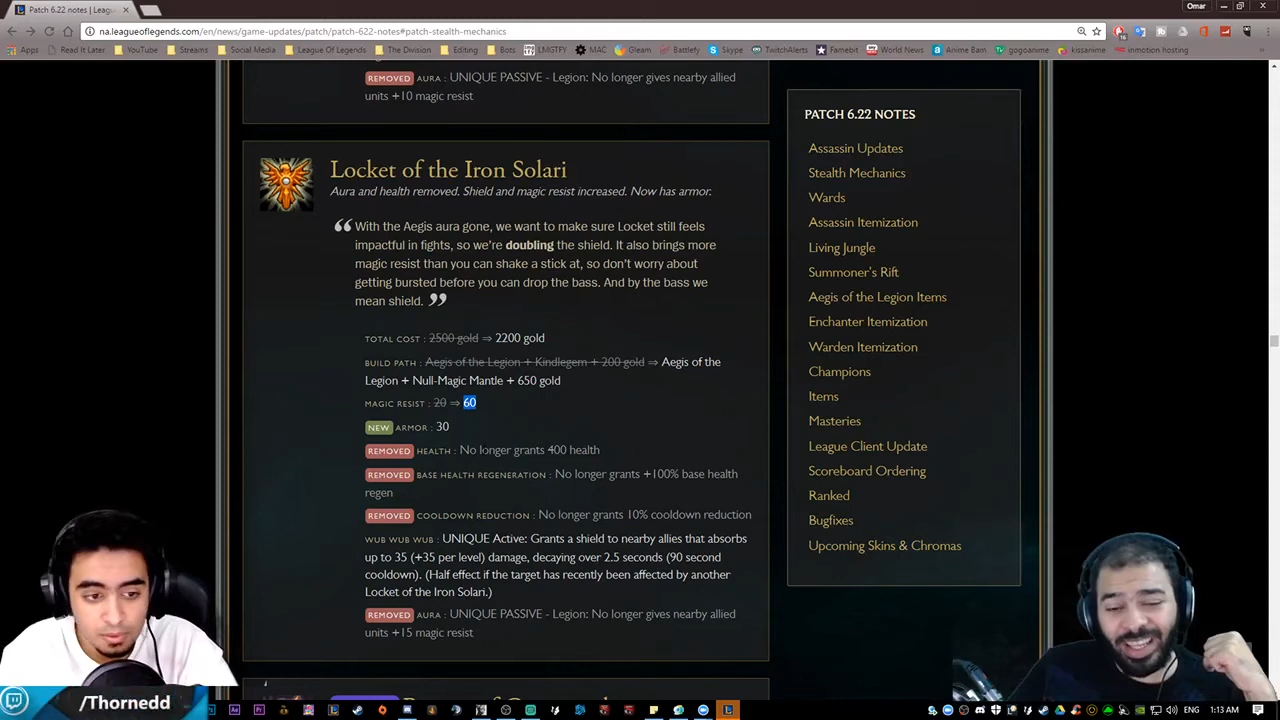 Patch 6.22 notes | Leagu
Omar
na.leagueoflegends.com/en/news/game-updates/patch/patch-622-notes#patch-stealth-mechanics
Apps Read It Later YouTube Streams Social Media League Of Legends The Division Editing Bots LMGTFY MAC Gleam Battlefy Skype TwitchAlerts Famebit World News Anime Bam gogoanime kissanime inmotion hosting
REMOVED AURA : UNIQUE PASSIVE - Legion: No longer gives nearby allied
units +10 magic resist
Locket of the Iron Solari
Aura and health removed. Shield and magic resist increased. Now has armor.
“ With the Aegis aura gone, we want to make sure Locket still feels
impactful in fights, so we're doubling the shield. It also brings more
magic resist than you can shake a stick at, so don't worry about
getting bursted before you can drop the bass. And by the bass we
mean shield. ”
TOTAL COST : 2500 gold ⇒ 2200 gold
BUILD PATH : Aegis of the Legion + Kindlegem + 200 gold ⇒ Aegis of the
Legion + Null-Magic Mantle + 650 gold
MAGIC RESIST : 20 ⇒ 60
NEW ARMOR : 30
REMOVED HEALTH : No longer grants 400 health
REMOVED BASE HEALTH REGENERATION : No longer grants +100% base health
regen
REMOVED COOLDOWN REDUCTION : No longer grants 10% cooldown reduction
WUB WUB WUB : UNIQUE Active: Grants a shield to nearby allies that absorbs
up to 35 (+35 per level) damage, decaying over 2.5 seconds (90 second
cooldown). (Half effect if the target has recently been affected by another
Locket of the Iron Solari.)
REMOVED AURA : UNIQUE PASSIVE - Legion: No longer gives nearby allied
units +15 magic resist
PATCH 6.22 NOTES
Assassin Updates
Stealth Mechanics
Wards
Assassin Itemization
Living Jungle
Summoner's Rift
Aegis of the Legion Items
Enchanter Itemization
Warden Itemization
Champions
Items
Masteries
League Client Update
Scoreboard Ordering
Ranked
Bugfixes
Upcoming Skins & Chromas
/Thornedd
1:13 AM